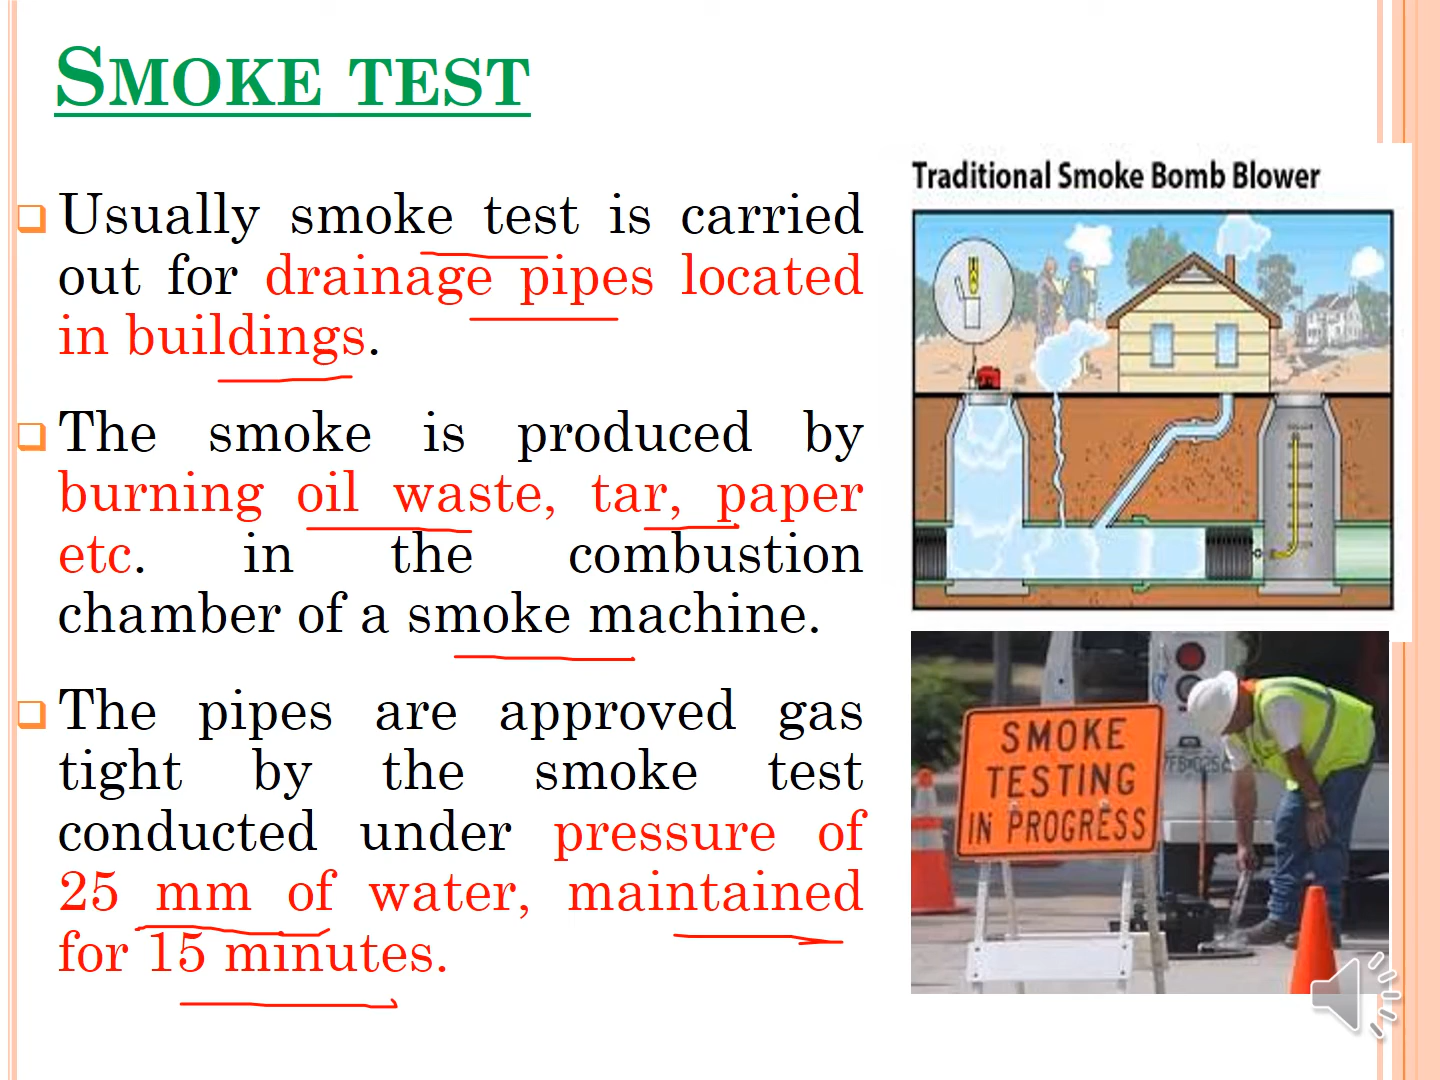 SMOKE TEST
Usually smoke test is carried
out for drainage pipes located
in buildings.
The smoke is produced by
burning oil waste, tar, paper
etc. in the combustion
chamber of a smoke machine.
The pipes are approved gas
tight by the smoke test
conducted under pressure of
25 mm of water, maintained
for 15 minutes.
Traditional Smoke Bomb Blower
SMOKE
TESTING
IN PROGRESS